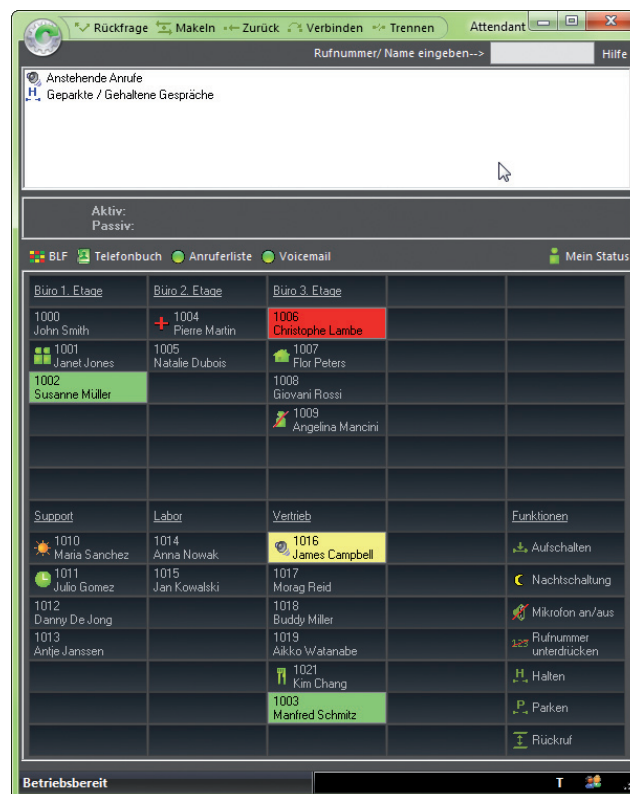 Rückfrage Makeln Zurück Verbinden Trennen Attendant
Rufnummer/ Name eingeben--> Hilfe
Anstehende Anrufe
H Geparkte / Gehaltene Gespräche
Aktiv:
Passiv:
BLF Telefonbuch Anruferliste Voicemail Mein Status
Büro 1. Etage Büro 2. Etage Büro 3. Etage
1000 1004 1006
John Smith Pierre Martin Christophe Lambe
1001 1005 1007
Janet Jones Natalie Dubois Flor Peters
1002 1008
Susanne Müller Giovani Rossi
1009
Angelina Mancini
Support Labor Vertrieb Funktionen
1010 1014 1016
Maria Sanchez Anna Nowak James Campbell Aufschalten
1011 1015 1017
Julio Gomez Jan Kowalski Morag Reid Nachtschaltung
1012 1018
Danny De Jong Buddy Miller Mikrofon an/aus
1013 1019 123 Rufnummer
Antje Janssen Aikko Watanabe unterdrücken
1021
Kim Chang H Halten
1003
Manfred Schmitz P Parken
Rückruf
Betriebsbereit T